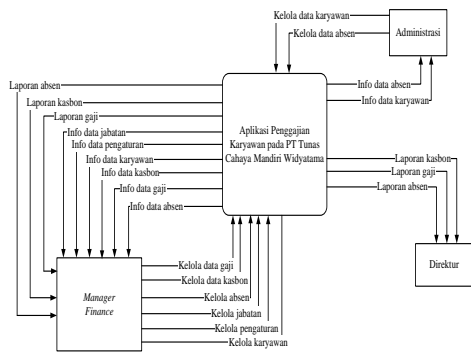 Kelola data karyawan
Kelola data absen
Administrasi
Info data absen
Info data karyawan
Laporan absen
Laporan kasbon
Laporan gaji
Info data jabatan
Info data pengaturan
Info data karyawan
Info data kasbon
Info data gaji
Info data absen
Aplikasi Penggajian
Karyawan pada PT Tunas
Cahaya Mandiri Widyatama
Laporan kasbon
Laporan gaji
Laporan absen
Direktur
Manager
Finance
Kelola data gaji
Kelola data kasbon
Kelola absen
Kelola jabatan
Kelola pengaturan
Kelola karyawan